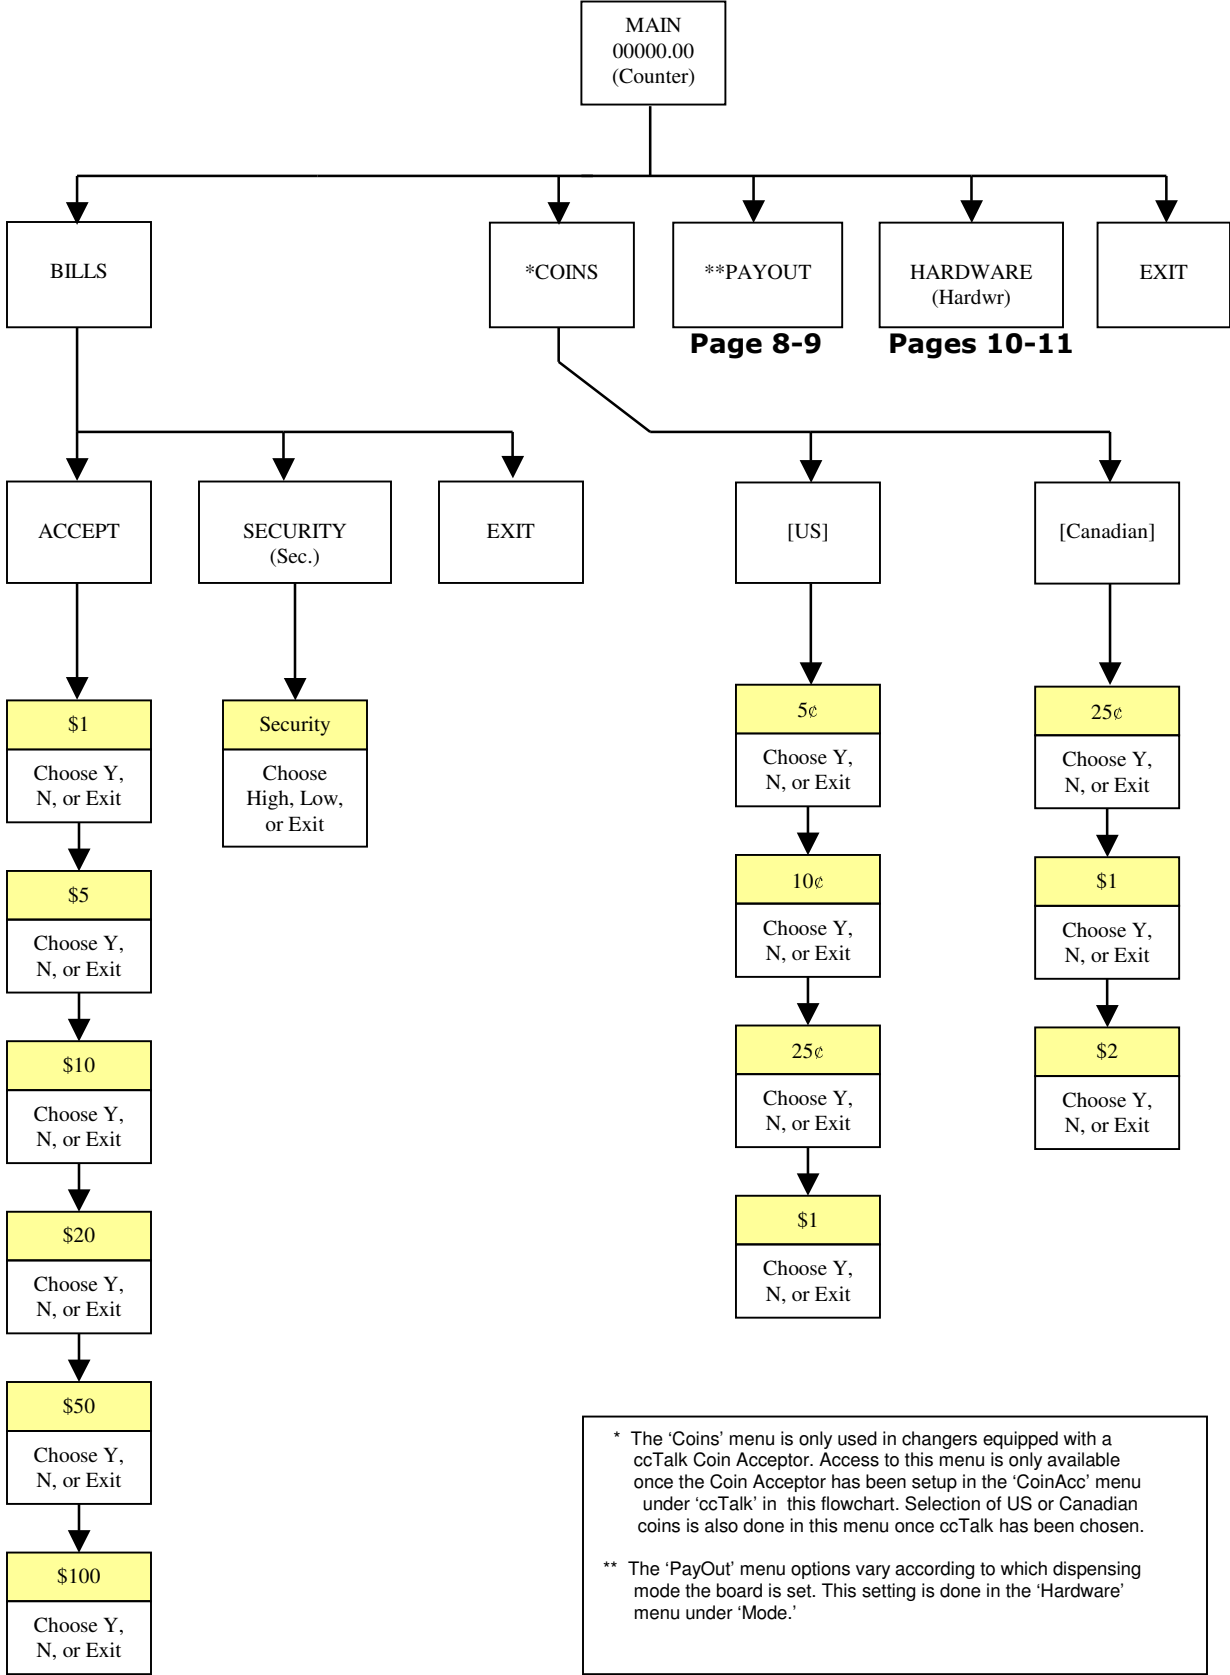 MAIN
00000.00
(Counter)
BILLS
*COINS
**PAYOUT
HARDWARE
(Hardwr)
EXIT
Page 8-9
Pages 10-11
ACCEPT
SECURITY
(Sec.)
EXIT
[US]
[Canadian]
$1
Choose Y,
N, or Exit
$5
Choose Y,
N, or Exit
$10
Choose Y,
N, or Exit
$20
Choose Y,
N, or Exit
$50
Choose Y,
N, or Exit
$100
Choose Y,
N, or Exit
Security
Choose
High, Low,
or Exit
5¢
Choose Y,
N, or Exit
10¢
Choose Y,
N, or Exit
25¢
Choose Y,
N, or Exit
$1
Choose Y,
N, or Exit
25¢
Choose Y,
N, or Exit
$1
Choose Y,
N, or Exit
$2
Choose Y,
N, or Exit
* The ‘Coins’ menu is only used in changers equipped with a
ccTalk Coin Acceptor. Access to this menu is only available
once the Coin Acceptor has been setup in the ‘CoinAcc’ menu
under ‘ccTalk’ in this flowchart. Selection of US or Canadian
coins is also done in this menu once ccTalk has been chosen.
** The ‘PayOut’ menu options vary according to which dispensing
mode the board is set. This setting is done in the ‘Hardware’
menu under ‘Mode.’